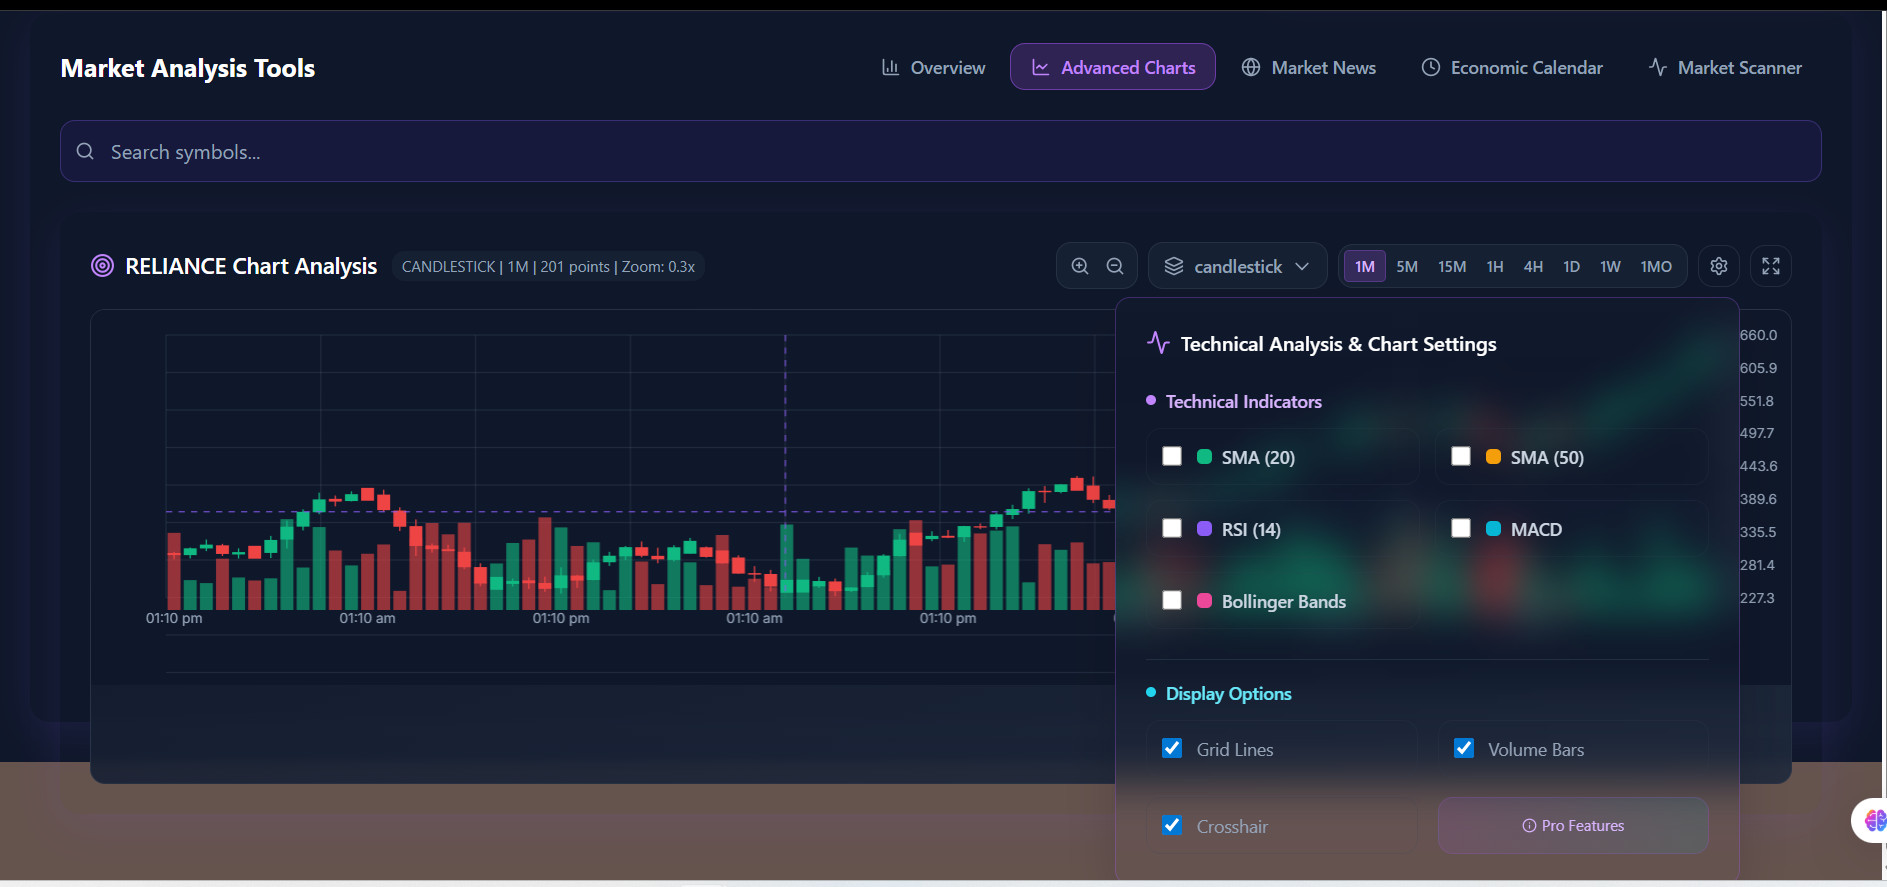 Market Analysis Tools
Overview
Advanced Charts
Market News
Economic Calendar
Market Scanner
Search symbols...
RELIANCE Chart Analysis
CANDLESTICK | 1M | 201 points | Zoom: 0.3x
candlestick
1M 5M 15M 1H 4H 1D 1W 1MO
Technical Analysis & Chart Settings
Technical Indicators
SMA (20)
SMA (50)
RSI (14)
MACD
Bollinger Bands
Display Options
Grid Lines
Volume Bars
Crosshair
Pro Features
660.0
605.9
551.8
497.7
443.6
389.6
335.5
281.4
227.3
01:10 pm 01:10 am 01:10 pm 01:10 am 01:10 pm